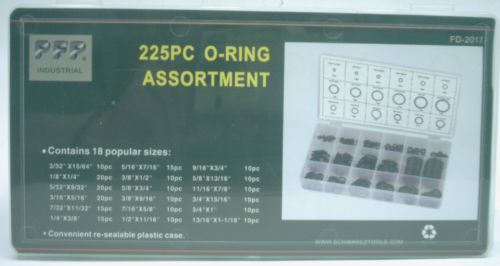 PPP ®
INDUSTRIAL
225PC O-RING
ASSORTMENT
FD-2017
• Contains 18 popular sizes:
3/32"X15/64" 10pc 5/16"X7/16" 15pc 9/16"X3/4" 10pc
1/8"X1/4" 20pc 3/8"X1/2" 10pc 5/8"X13/16" 10pc
5/32"X9/32" 20pc 5/8"X3/4" 10pc 11/16"X7/8" 10pc
3/16"X5/16" 20pc 3/8"X9/16" 10pc 3/4"X15/16" 10pc
7/32"X11/32" 15pc 7/16"X5/8" 10pc 3/4"X1" 10pc
1/4"X3/8" 15pc 1/2"X11/16" 10pc 13/16"X1-1/16" 10pc
• Convenient re-sealable plastic case.
WWW.SCHWARCZTOOLS.COM